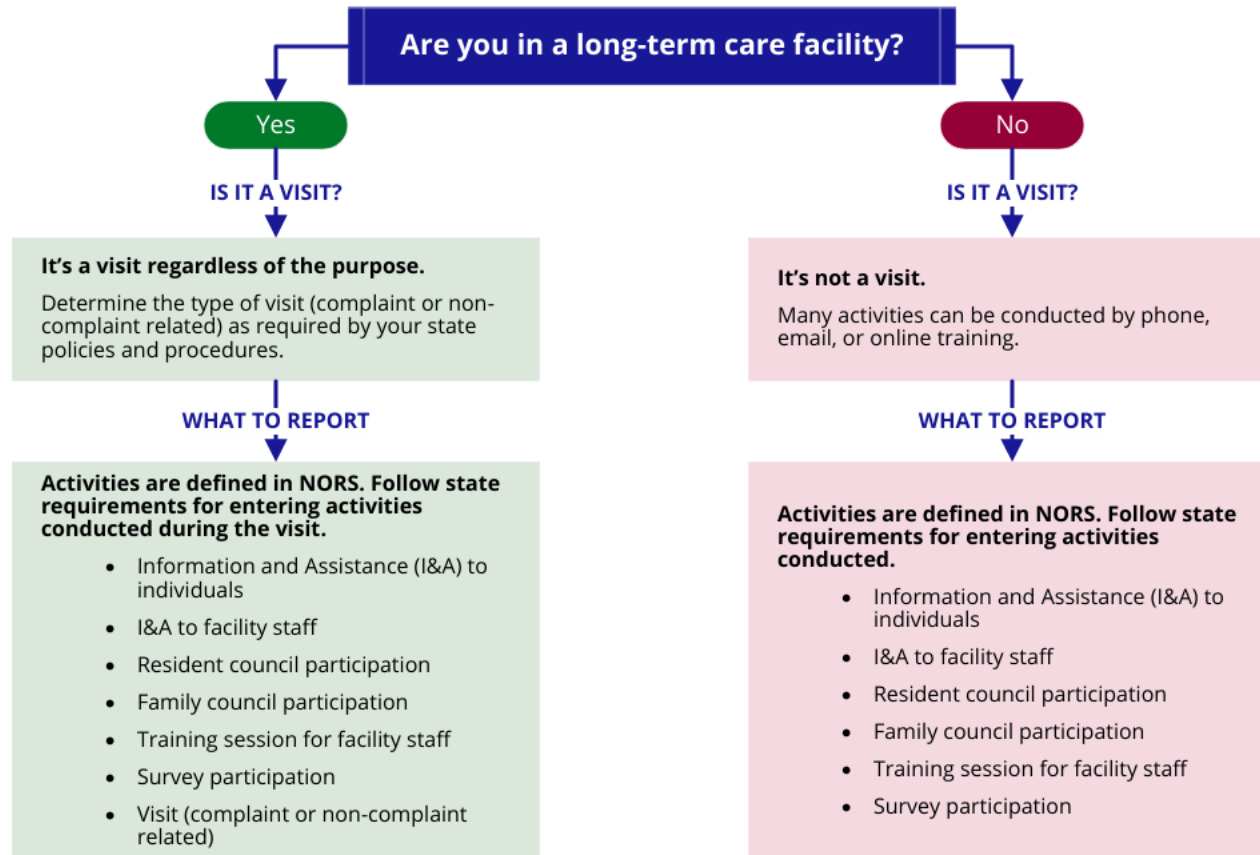 Are you in a long-term care facility?
Yes
IS IT A VISIT?
It's a visit regardless of the purpose.
Determine the type of visit (complaint or non-
complaint related) as required by your state
policies and procedures.
WHAT TO REPORT
Activities are defined in NORS. Follow state
requirements for entering activities
conducted during the visit.
• Information and Assistance (I&A) to
individuals
• I&A to facility staff
• Resident council participation
• Family council participation
• Training session for facility staff
• Survey participation
• Visit (complaint or non-complaint
related)
No
IS IT A VISIT?
It's not a visit.
Many activities can be conducted by phone,
email, or online training.
WHAT TO REPORT
Activities are defined in NORS. Follow state
requirements for entering activities
conducted.
• Information and Assistance (I&A) to
individuals
• I&A to facility staff
• Resident council participation
• Family council participation
• Training session for facility staff
• Survey participation